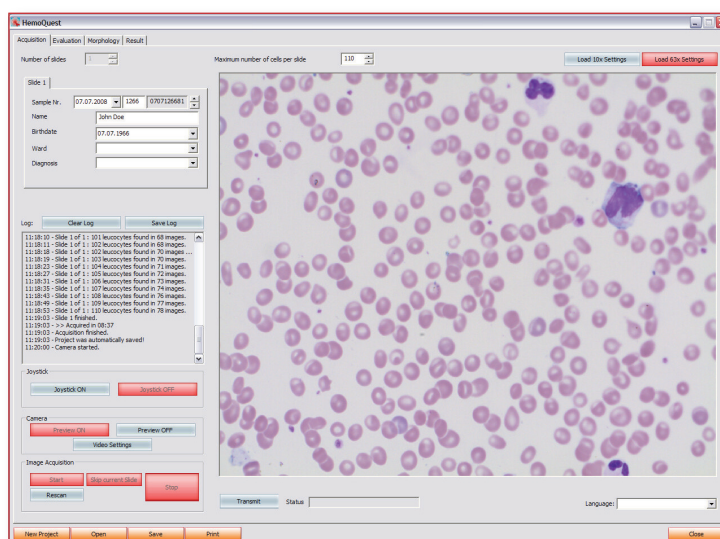 HemoQuest
Acquisition Evaluation Morphology Result
Number of slides 1 Maximum number of cells per slide 110 Load 10x Settings Load 63x Settings
Slide 1
Sample Nr. 07.07.2008 1266 0707126681
Name John Doe
Birthdate 07.07.1966
Ward
Diagnosis
Log: Clear Log Save Log
11:18:10 - Slide 1 of 1 : 101 leucocytes found in 68 images.
11:18:11 - Slide 1 of 1 : 102 leucocytes found in 68 images.
11:18:18 - Slide 1 of 1 : 102 leucocytes found in 70 images ...
11:18:19 - Slide 1 of 1 : 103 leucocytes found in 70 images.
11:18:23 - Slide 1 of 1 : 104 leucocytes found in 71 images.
11:18:27 - Slide 1 of 1 : 105 leucocytes found in 72 images.
11:18:31 - Slide 1 of 1 : 106 leucocytes found in 73 images.
11:18:35 - Slide 1 of 1 : 107 leucocytes found in 74 images.
11:18:43 - Slide 1 of 1 : 108 leucocytes found in 76 images.
11:18:49 - Slide 1 of 1 : 109 leucocytes found in 77 images.
11:18:53 - Slide 1 of 1 : 110 leucocytes found in 78 images.
11:19:03 - Slide 1 finished.
11:19:03 - >> Acquired in 08:37
11:19:03 - Acquisition finished.
11:19:03 - Project was automatically saved!
11:20:00 - Camera started.
Joystick
Joystick ON Joystick OFF
Camera
Preview ON Preview OFF
Video Settings
Image Acquisition
Start Skip current Slide Stop
Rescan
Transmit Status Language:
New Project Open Save Print Close